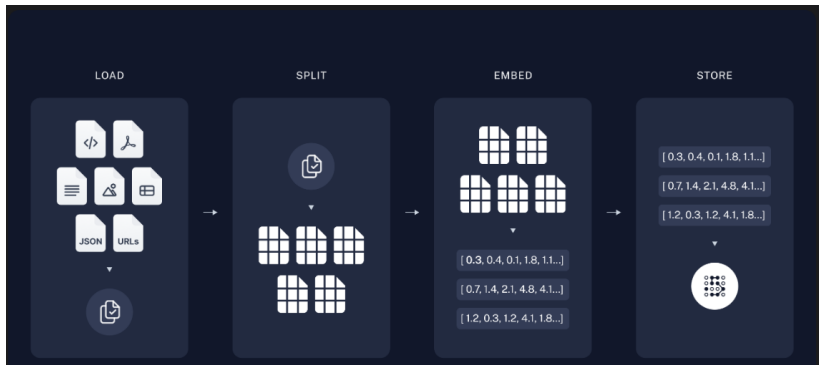 LOAD
SPLIT
EMBED
STORE
</>
JSON URLs
[ 0.3, 0.4, 0.1, 1.8, 1.1...]
[ 0.7, 1.4, 2.1, 4.8, 4.1...]
[ 1.2, 0.3, 1.2, 4.1, 1.8...]
[ 0.3, 0.4, 0.1, 1.8, 1.1...]
[ 0.7, 1.4, 2.1, 4.8, 4.1...]
[ 1.2, 0.3, 1.2, 4.1, 1.8...]